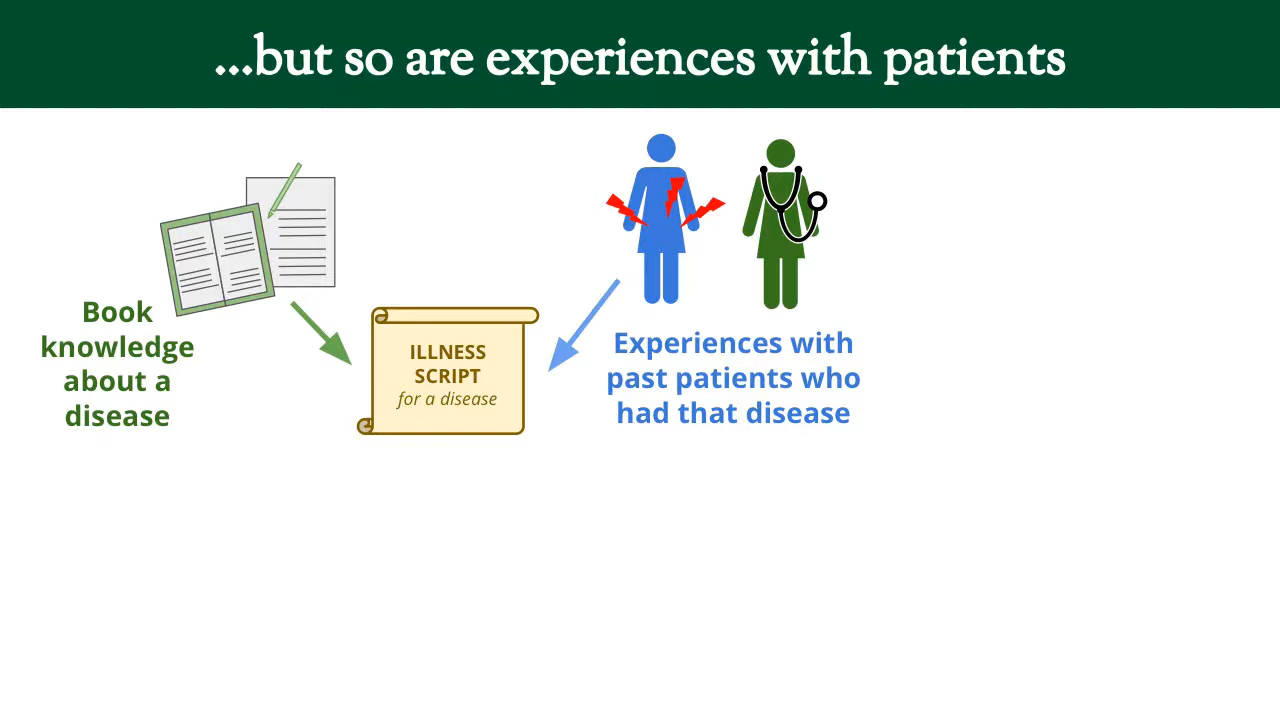 ...but so are experiences with patients
Book
knowledge
about a
disease
ILLNESS
SCRIPT
for a disease
Experiences with
past patients who
had that disease